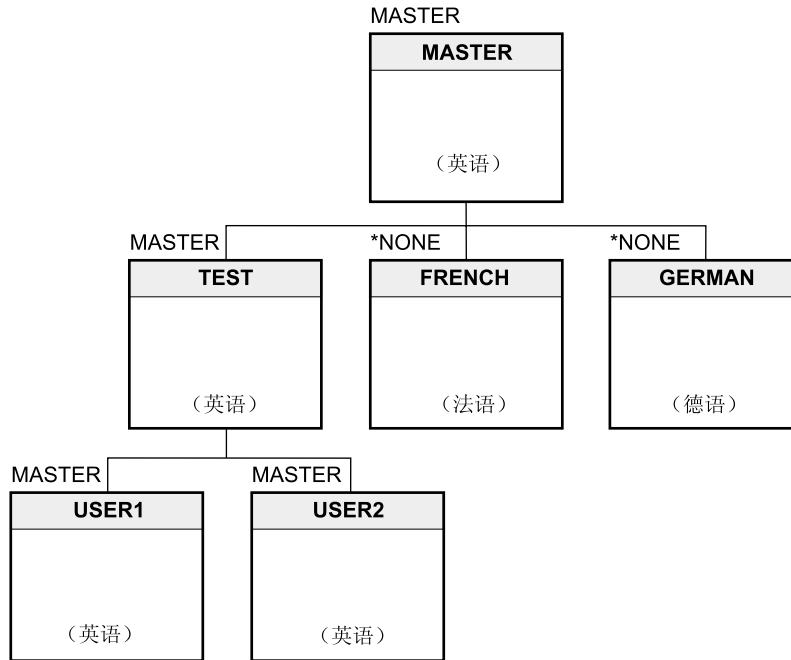 MASTER
MASTER
（英语）
MASTER
*NONE
*NONE
TEST
FRENCH
GERMAN
（英语）
（法语）
（德语）
MASTER
MASTER
USER1
USER2
（英语）
（英语）